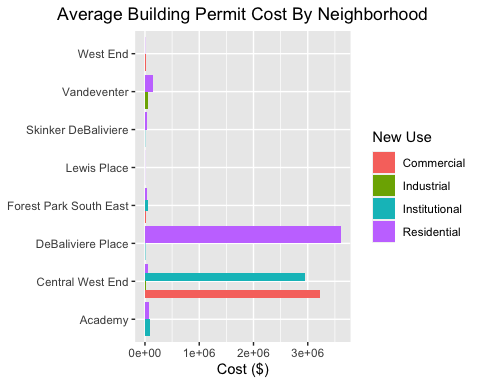 Average Building Permit Cost By Neighborhood
West End
Vandeventer
Skinker DeBaliviere
Lewis Place
Forest Park South East
DeBaliviere Place
Central West End
Academy
0e+00 1e+06 2e+06 3e+06
Cost ($)
New Use
Commercial
Industrial
Institutional
Residential